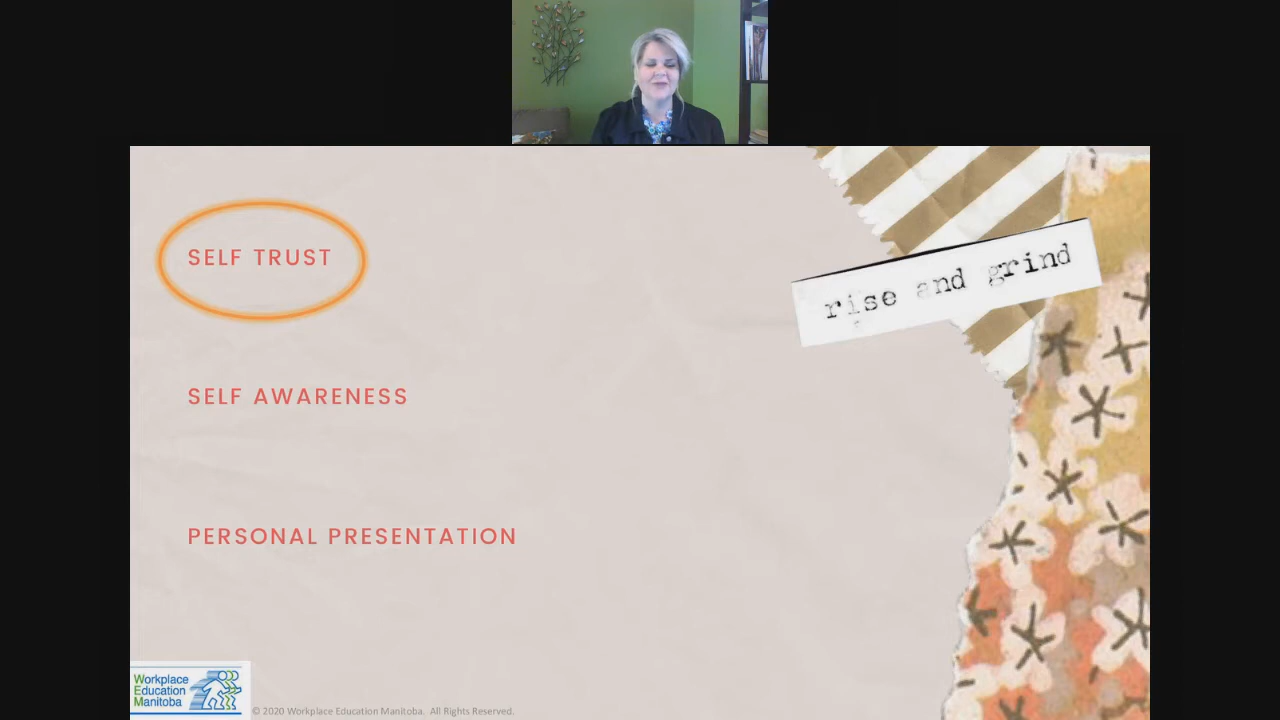 SELF TRUST
rise and grind
SELF AWARENESS
PERSONAL PRESENTATION
Workplace
Education
Manitoba
© 2020 Workplace Education Manitoba. All Rights Reserved.